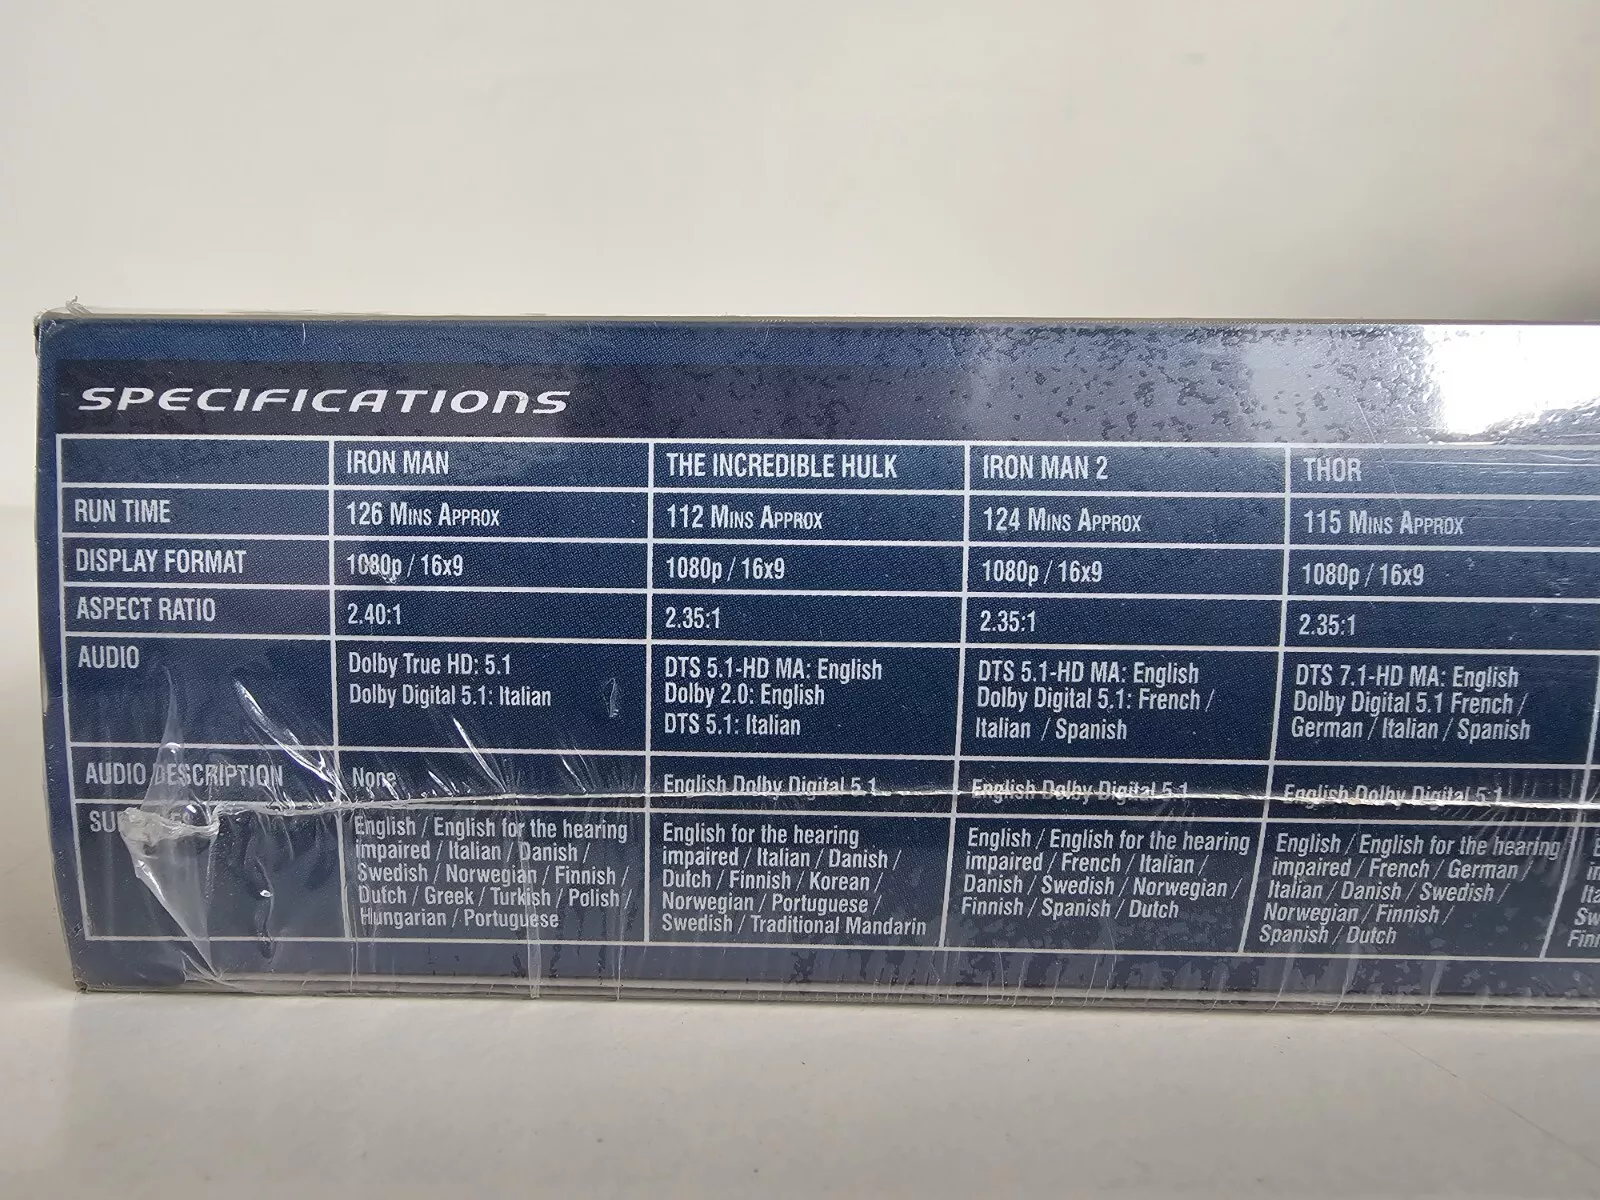 SPECIFICATIONS
IRON MAN
THE INCREDIBLE HULK
IRON MAN 2
THOR
RUN TIME
126 MINS APPROX
112 MINS APPROX
124 MINS APPROX
115 MINS APPROX
DISPLAY FORMAT
1080p / 16x9
1080p / 16x9
1080p / 16x9
1080p / 16x9
ASPECT RATIO
2.40:1
2.35:1
2.35:1
2.35:1
AUDIO
Dolby True HD: 5.1
Dolby Digital 5.1: Italian
DTS 5.1-HD MA: English
Dolby 2.0: English
DTS 5.1: Italian
DTS 5.1-HD MA: English
Dolby Digital 5.1: French /
Italian / Spanish
DTS 7.1-HD MA: English
Dolby Digital 5.1 French /
German / Italian / Spanish
AUDIO DESCRIPTION
None
English Dolby Digital 5.1
English Dolby Digital 5.1
English Dolby Digital 5.1
English / English for the hearing
impaired / Italian / Danish /
Swedish / Norwegian / Finnish /
Dutch / Greek / Turkish / Polish /
Hungarian / Portuguese
English for the hearing
impaired / Italian / Danish /
Dutch / Finnish / Korean /
Norwegian / Portuguese /
Swedish / Traditional Mandarin
English / English for the hearing
impaired / French / Italian /
Danish / Swedish / Norwegian /
Finnish / Spanish / Dutch
English / English for the hearing
impaired / French / German /
Italian / Danish / Swedish /
Norwegian / Finnish /
Spanish / Dutch